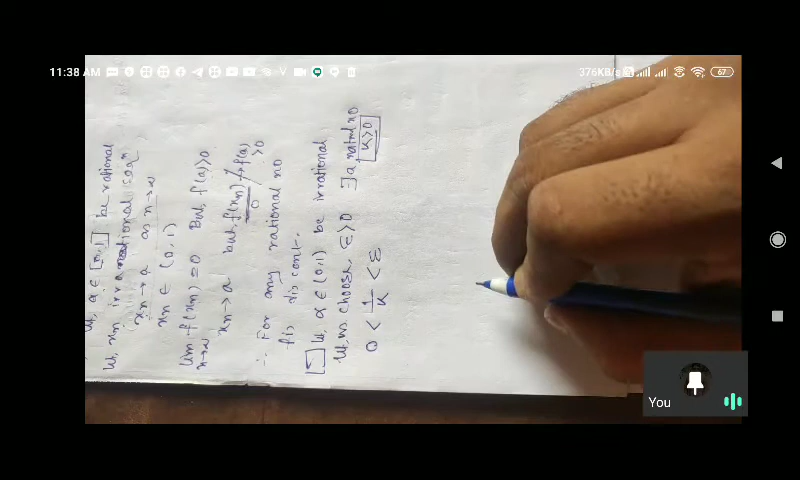 11:38 AM
V
376KB/s
67
Let, a ∈ [0,1] be rational
Let, xn irrational seqn
xn → a as n → ∞
xn ∈ (0,1)
lim f(xn) = 0 But, f(a) > 0
n→∞
xn → a but, f(xn) ↛ f(a)
0 >0
∴ For any rational no
f is discont.
Let, a ∈ (0,1) be irrational
Let, us choose, ε > 0 ∃ a natural no
k > 0
0 < 1/k < ε
You